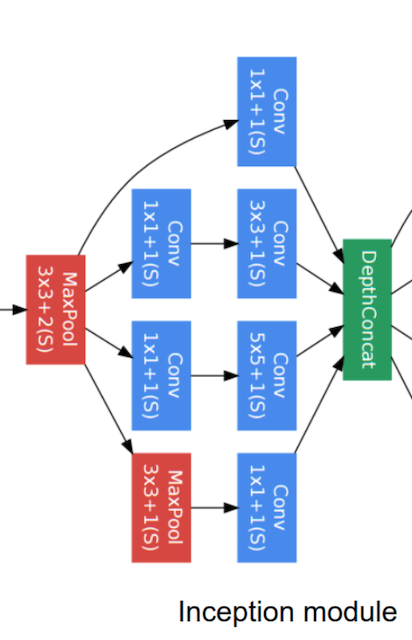 MaxPool
3x3+2(S)
Conv
1x1+1(S)
Conv
1x1+1(S)
Conv
3x3+1(S)
Conv
1x1+1(S)
Conv
5x5+1(S)
MaxPool
3x3+1(S)
Conv
1x1+1(S)
DepthConcat
Inception module